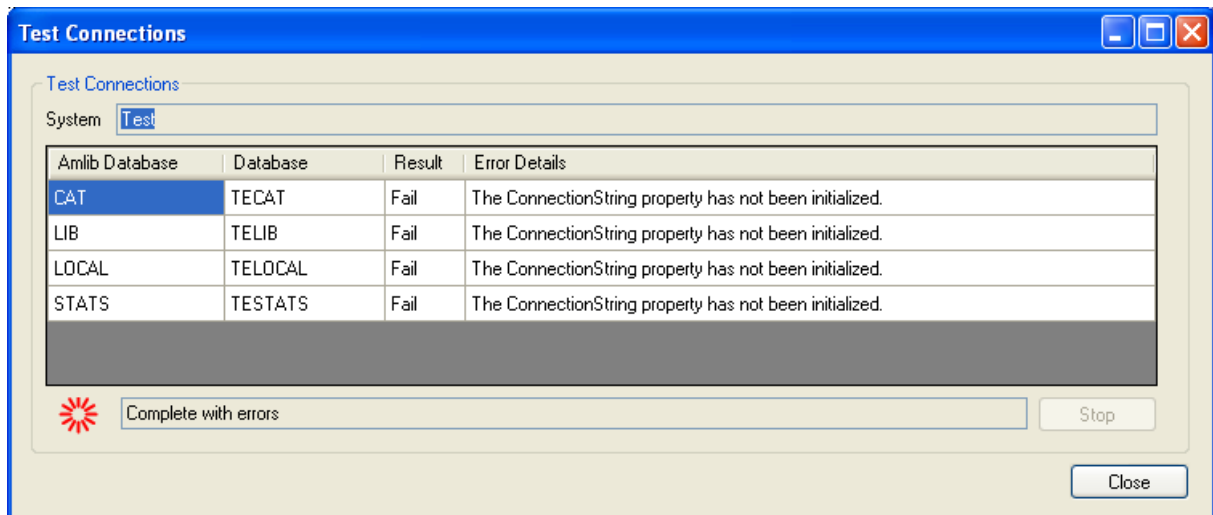 Test Connections
Test Connections
System Test
Amlib Database Database Result Error Details
CAT TECAT Fail The ConnectionString property has not been initialized.
LIB TELIB Fail The ConnectionString property has not been initialized.
LOCAL TELOCAL Fail The ConnectionString property has not been initialized.
STATS TESTATS Fail The ConnectionString property has not been initialized.
Complete with errors Stop
Close